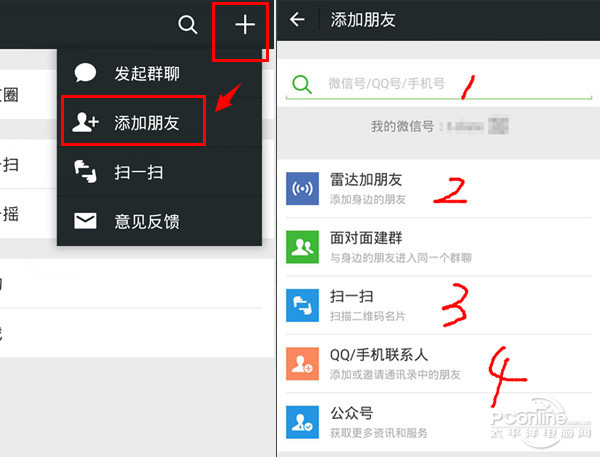 发起群聊
圈
添加朋友
扫
扫一扫
摇
意见反馈
添加朋友
微信号/QQ号/手机号
1
我的微信号：
雷达加朋友
2
添加身边的朋友
面对面建群
与身边的朋友进入同一个群聊
扫一扫
3
扫描二维码名片
QQ/手机联系人
4
添加或邀请通讯录中的朋友
公众号
获取更多资讯和服务
PConline
太平洋电脑网